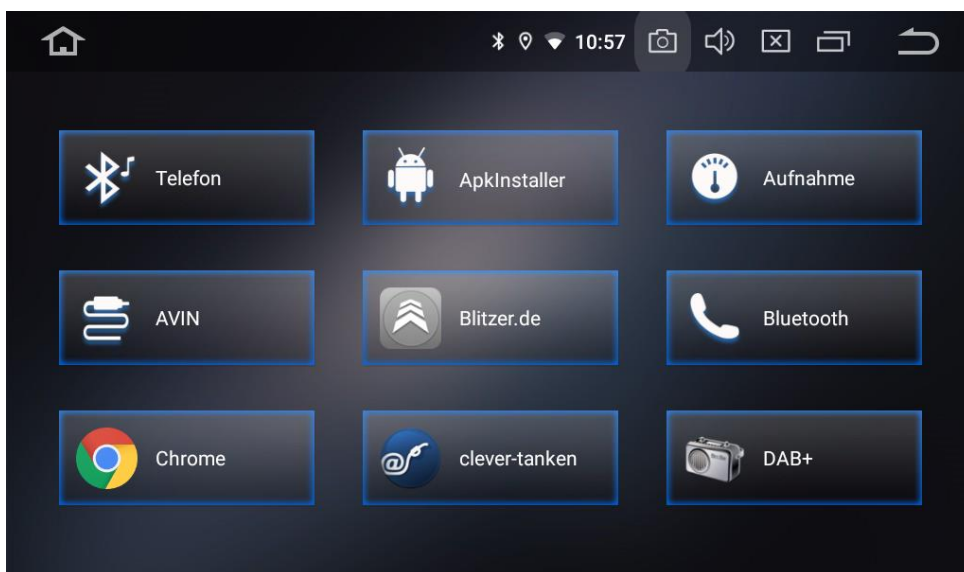 10:57
Telefon
ApkInstaller
Aufnahme
AVIN
Blitzer.de
Bluetooth
Chrome
clever-tanken
DAB+